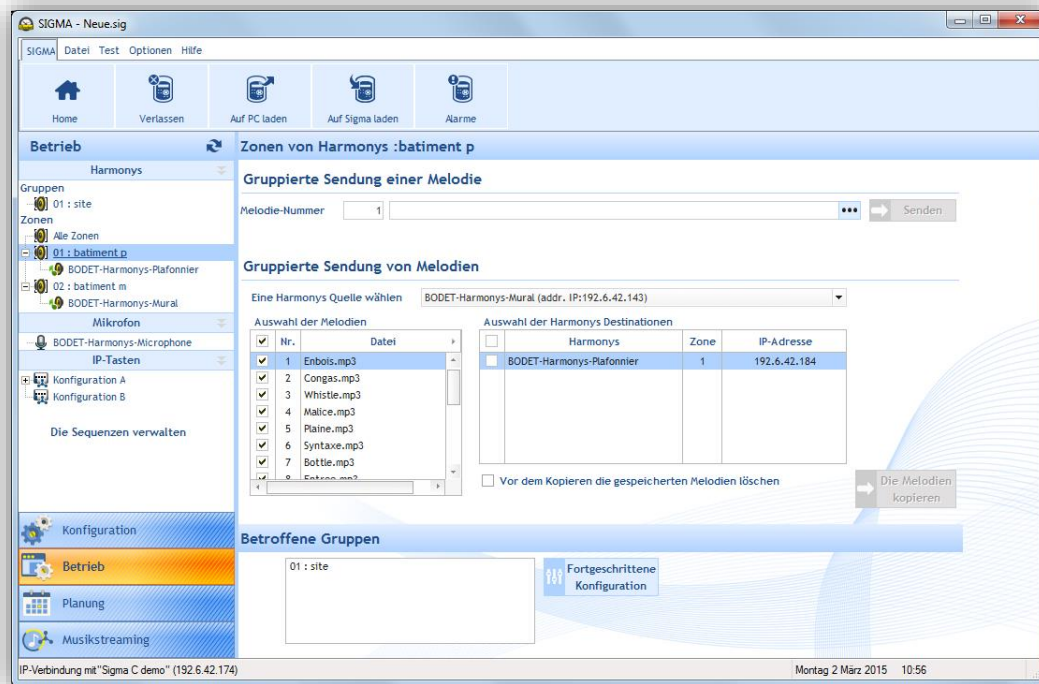 SIGMA - Neue.sig
SIGMA Datei Test Optionen Hilfe
Home Verlassen Auf PC laden Auf Sigma laden Alarme
Betrieb
Harmonys
Gruppen
01 : site
Zonen
Alle Zonen
01 : batiment p
BODET-Harmonys-Plafonnier
02 : batiment m
BODET-Harmonys-Mural
Mikrofon
BODET-Harmonys-Microphone
IP-Tasten
Konfiguration A
Konfiguration B
Die Sequenzen verwalten
Konfiguration
Betrieb
Planung
Musikstreaming
Zonen von Harmonys :batiment p
Gruppierte Sendung einer Melodie
Melodie-Nummer 1 ••• Senden
Gruppierte Sendung von Melodien
Eine Harmonys Quelle wählen BODET-Harmonys-Mural (addr. IP:192.6.42.143)
Auswahl der Melodien
Nr. Datei
1 Enbois.mp3
2 Congas.mp3
3 Whistle.mp3
4 Malice.mp3
5 Plaine.mp3
6 Syntaxe.mp3
7 Bottle.mp3
8 Entree.mp3
Auswahl der Harmonys Destinationen
Harmonys Zone IP-Adresse
BODET-Harmonys-Plafonnier 1 192.6.42.184
Vor dem Kopieren die gespeicherten Melodien löschen
Die Melodien
kopieren
Betroffene Gruppen
01 : site
Fortgeschrittene
Konfiguration
IP-Verbindung mit"Sigma C demo" (192.6.42.174)
Montag 2 März 2015 10:56